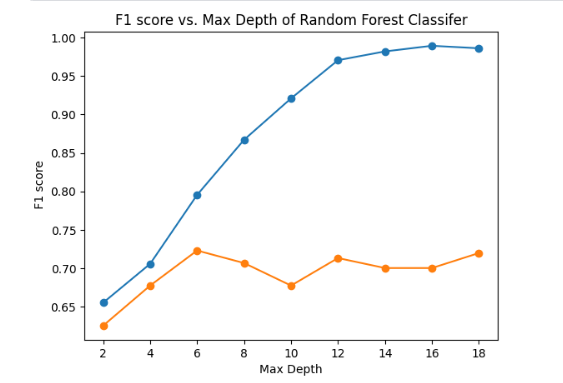 F1 score vs. Max Depth of Random Forest Classifer
1.00
0.95
0.90
0.85
0.80
0.75
0.70
0.65
F1 score
2 4 6 8 10 12 14 16 18
Max Depth